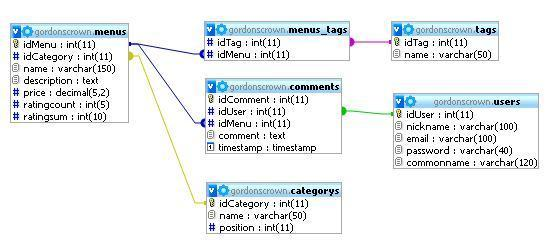 gordonscrown.menus
idMenu : int(11)
idCategory : int(11)
name : varchar(150)
description : text
price : decimal(5,2)
ratingcount : int(5)
ratingsum : int(10)
gordonscrown.menus_tags
idTag : int(11)
idMenu : int(11)
gordonscrown.tags
idTag : int(11)
name : varchar(50)
gordonscrown.comments
idComment : int(11)
idUser : int(11)
idMenu : int(11)
comment : text
timestamp : timestamp
gordonscrown.users
idUser : int(11)
nickname : varchar(100)
email : varchar(100)
password : varchar(40)
commonname : varchar(120)
gordonscrown.categorys
idCategory : int(11)
name : varchar(50)
position : int(11)